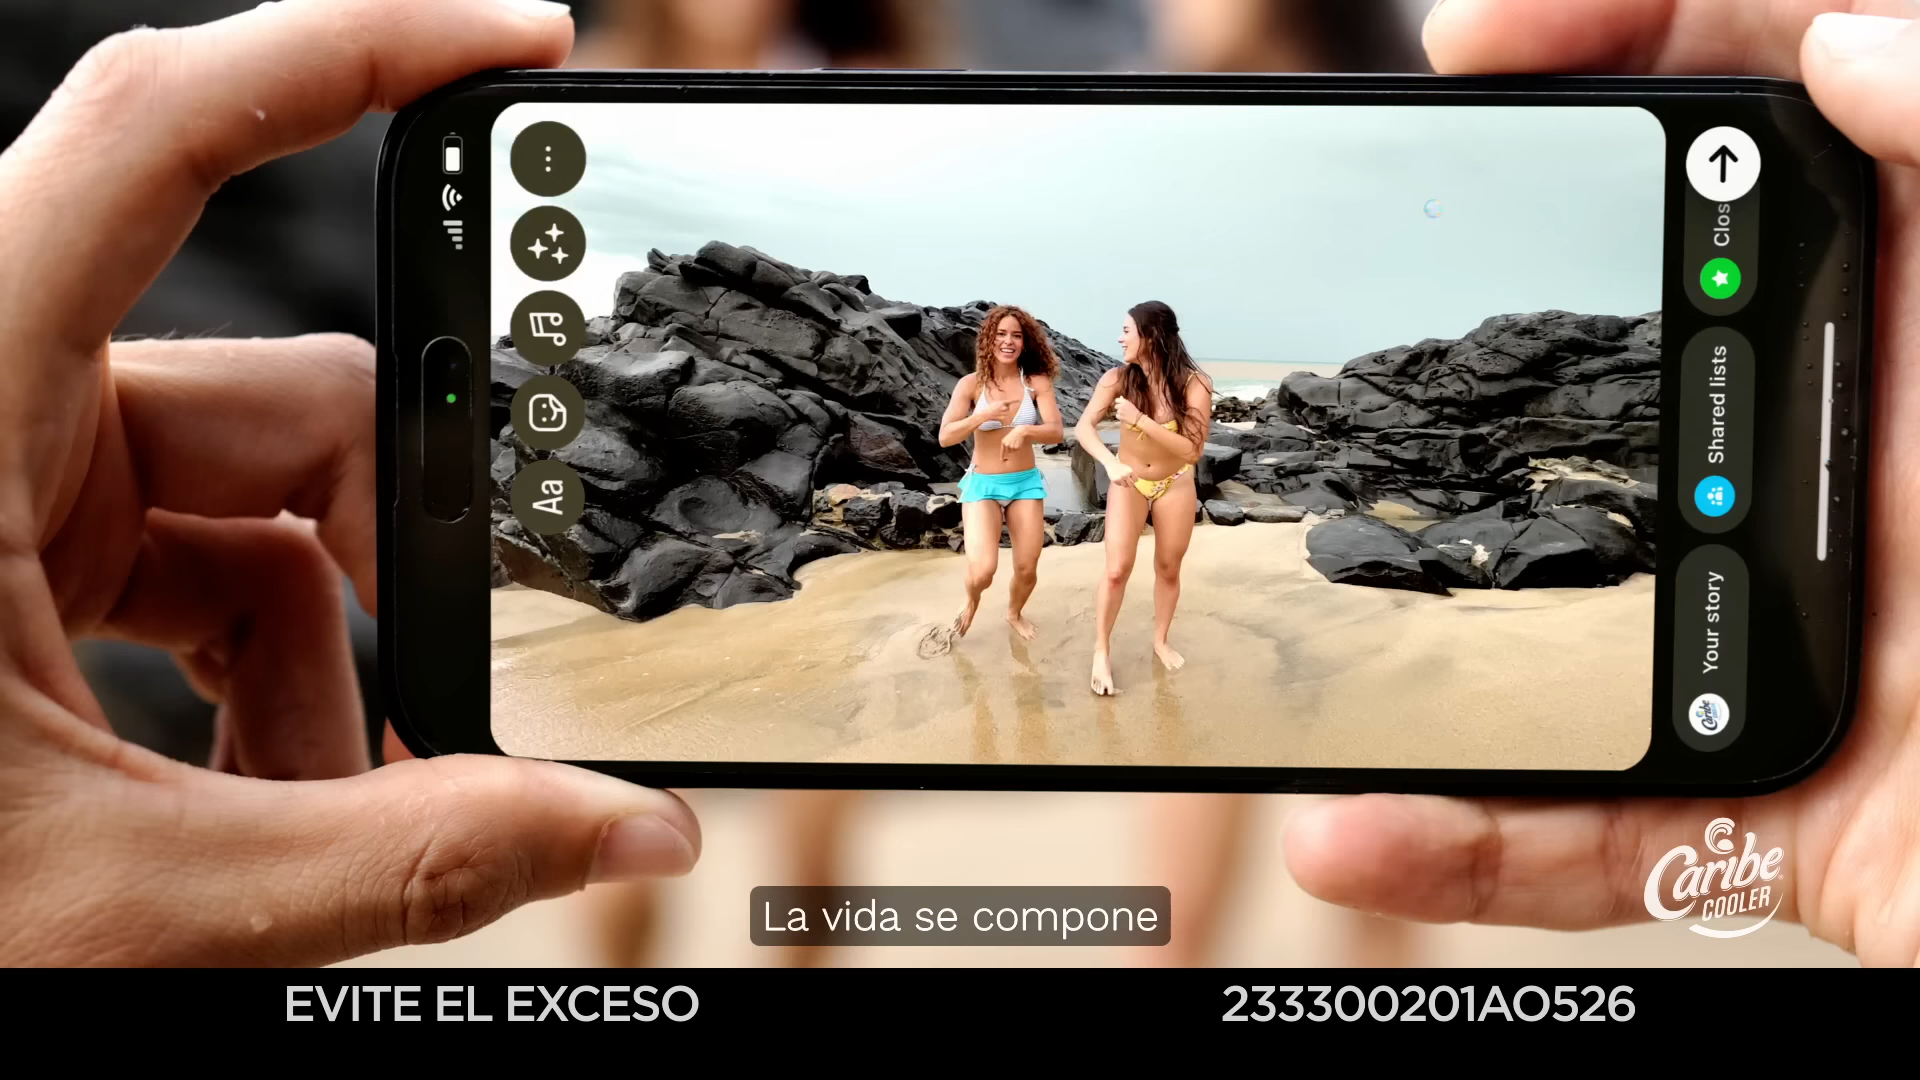 Aa
Clos
Shared lists
Your story
Caribe
COOLER
La vida se compone
EVITE EL EXCESO
233300201AO526